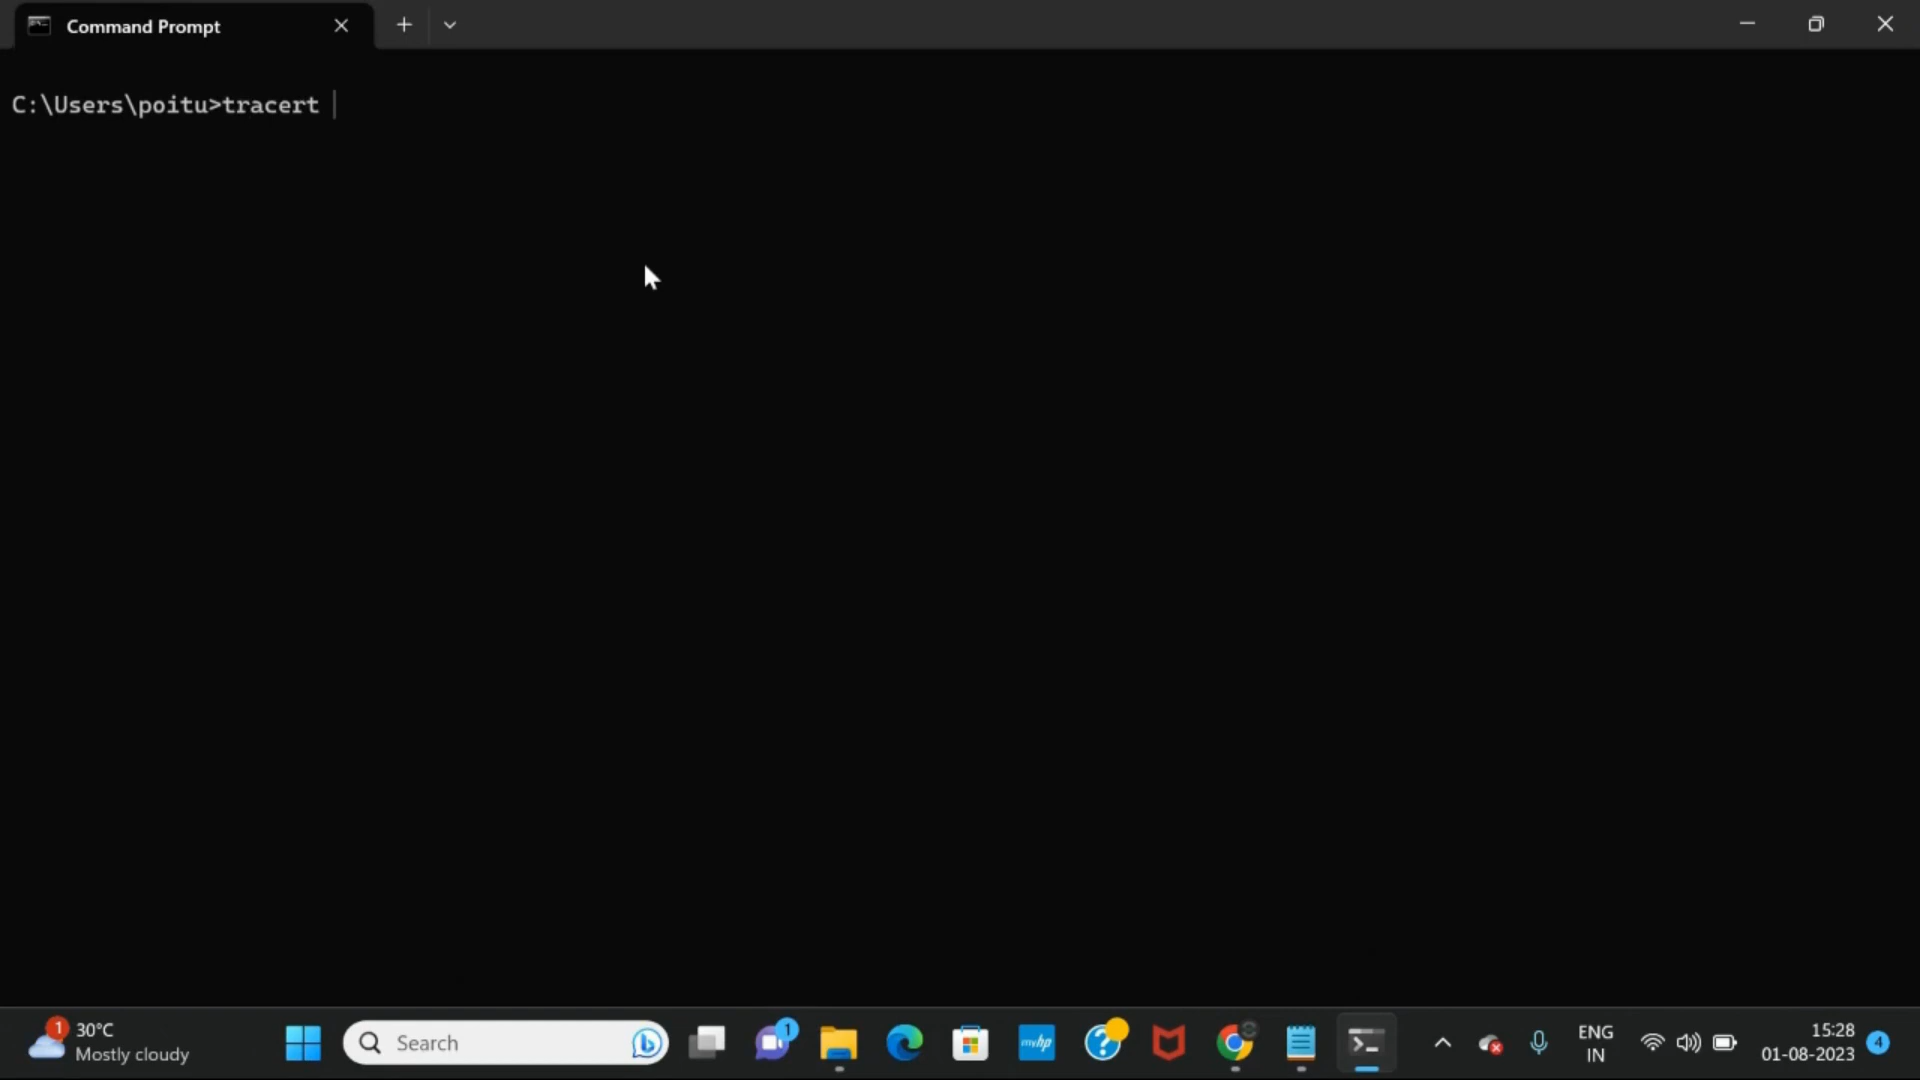 Command Prompt
C:\Users\poitu>tracert
1
30°C
Mostly cloudy
Search
1
myhp
ENG
IN
15:28
01-08-2023
4